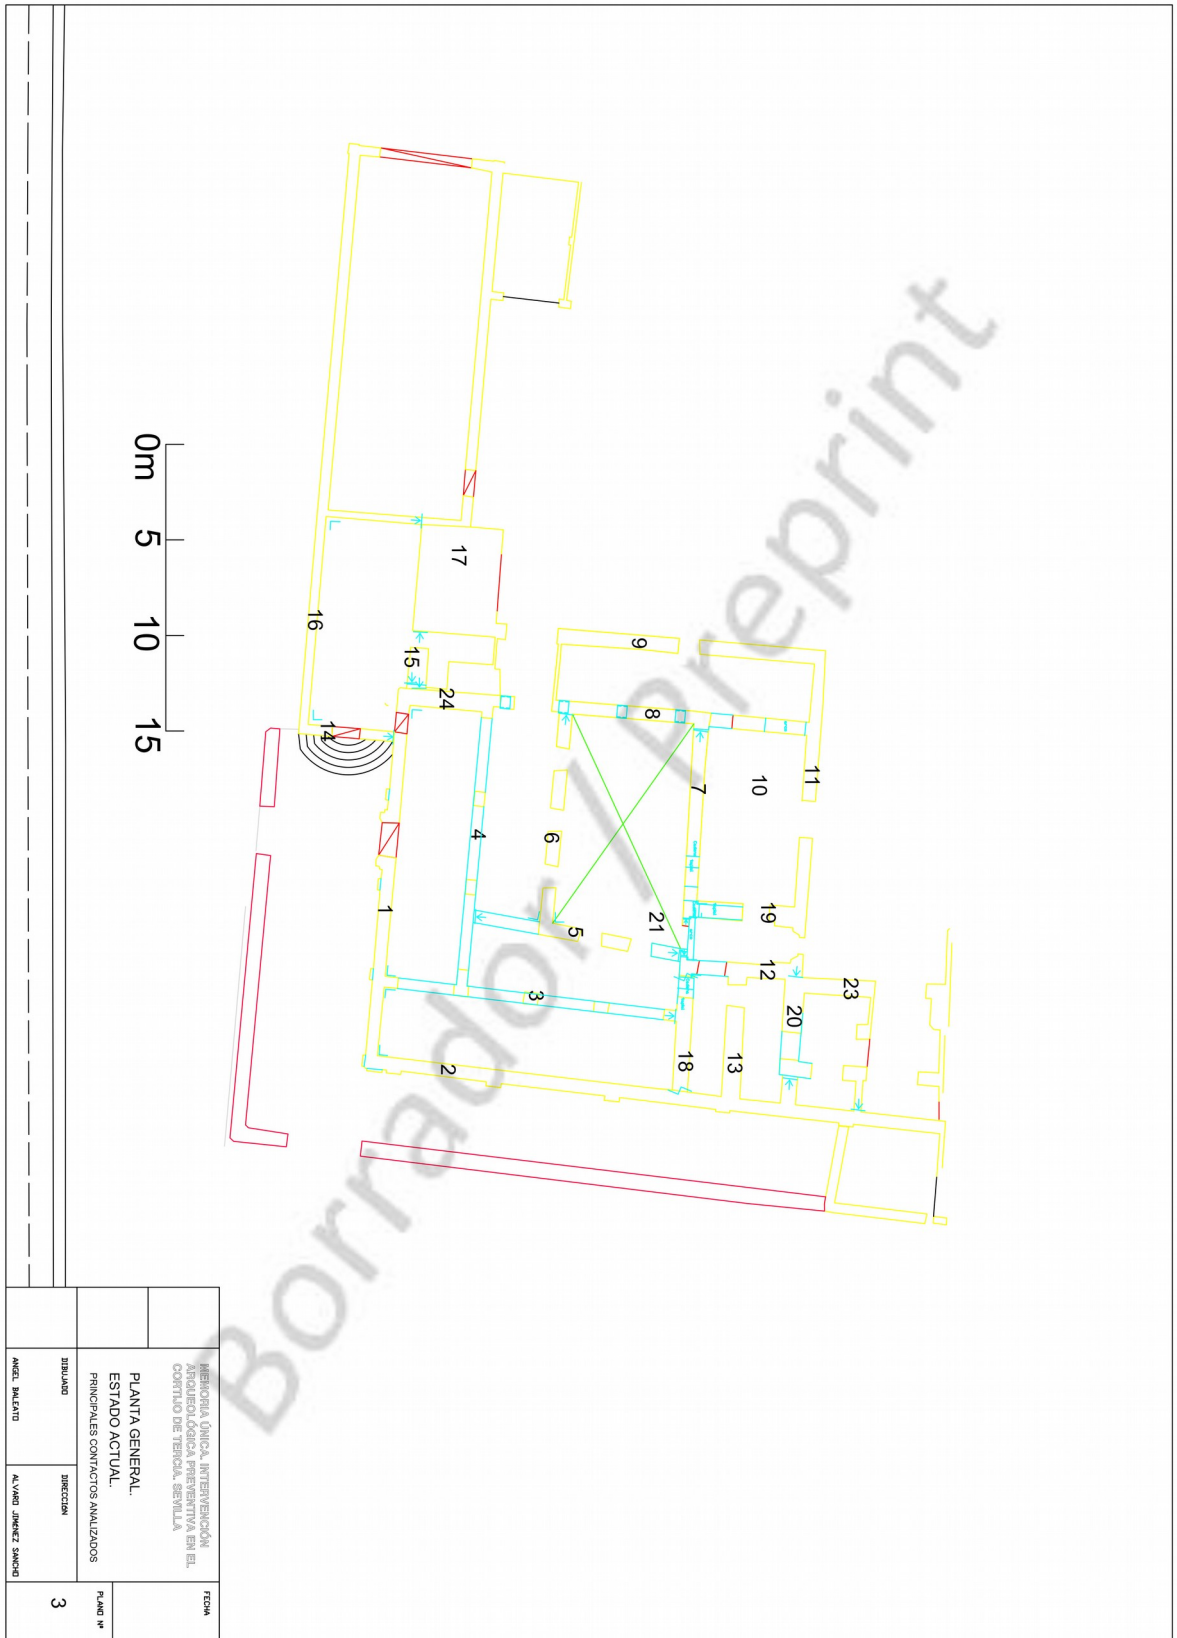 0m
5
10
15
17
16
15
24
14
9
8
7
10
11
4
6
5
21
19
12
23
20
1
3
2
18
13
Borrador / Preprint
MEMORIA ÚNICA. INTERVENCIÓN
ARQUEOLÓGICA PREVENTIVA EN EL
CORTIJO DE TERCIA. SEVILLA
FECHA
PLANTA GENERAL.
ESTADO ACTUAL.
PRINCIPALES CONTACTOS ANALIZADOS
PLANO Nº
3
DIBUJADO
ANGEL BALEATO
DIRECCIÓN
ALVARO JIMÉNEZ SANCHO